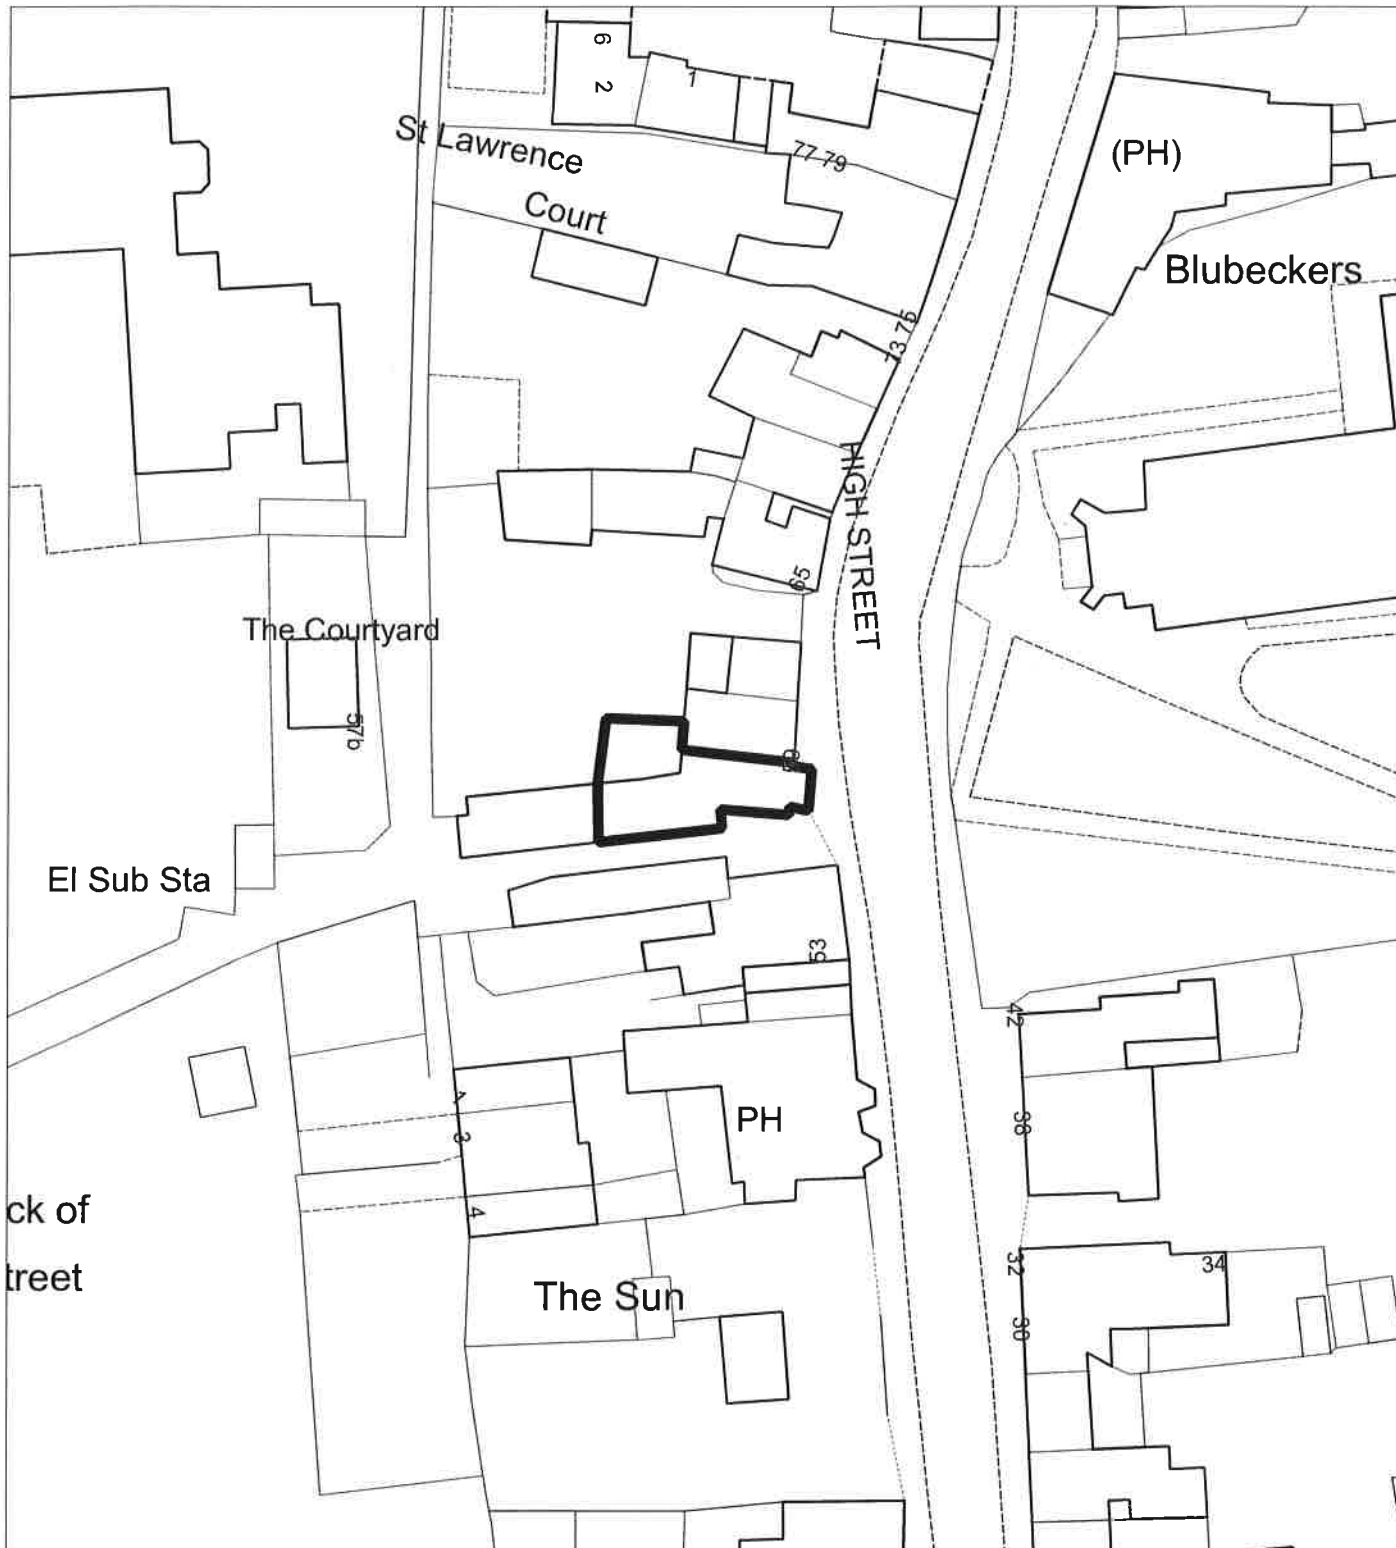 6
2
1
St Lawrence
Court
77 79
(PH)
Blubeckers
73 75
HIGH STREET
65
The Courtyard
57b
El Sub Sta
53
42
38
PH
1
3
4
ck of
treet
The Sun
32
34
30